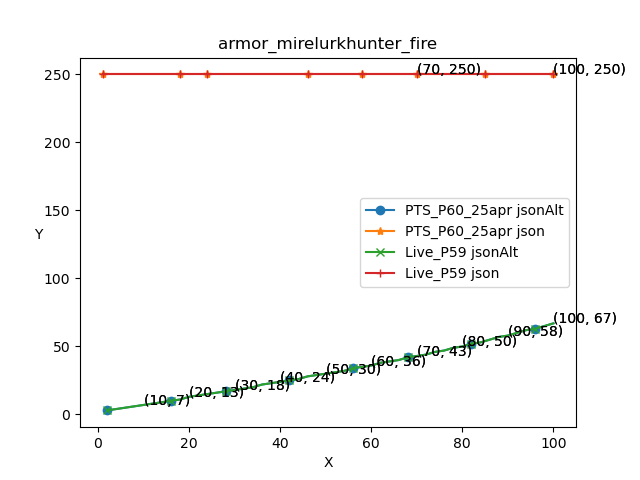 armor_mirelurkhunter_fire
250
(70, 250)
(100, 250)
200
150
Y
100
50
0
PTS_P60_25apr jsonAlt
PTS_P60_25apr json
Live_P59 jsonAlt
Live_P59 json
(10, 7)
(20, 13)
(30, 18)
(40, 24)
(50, 30)
(60, 36)
(70, 43)
(80, 50)
(90, 58)
(100, 67)
0 20 40 60 80 100
X